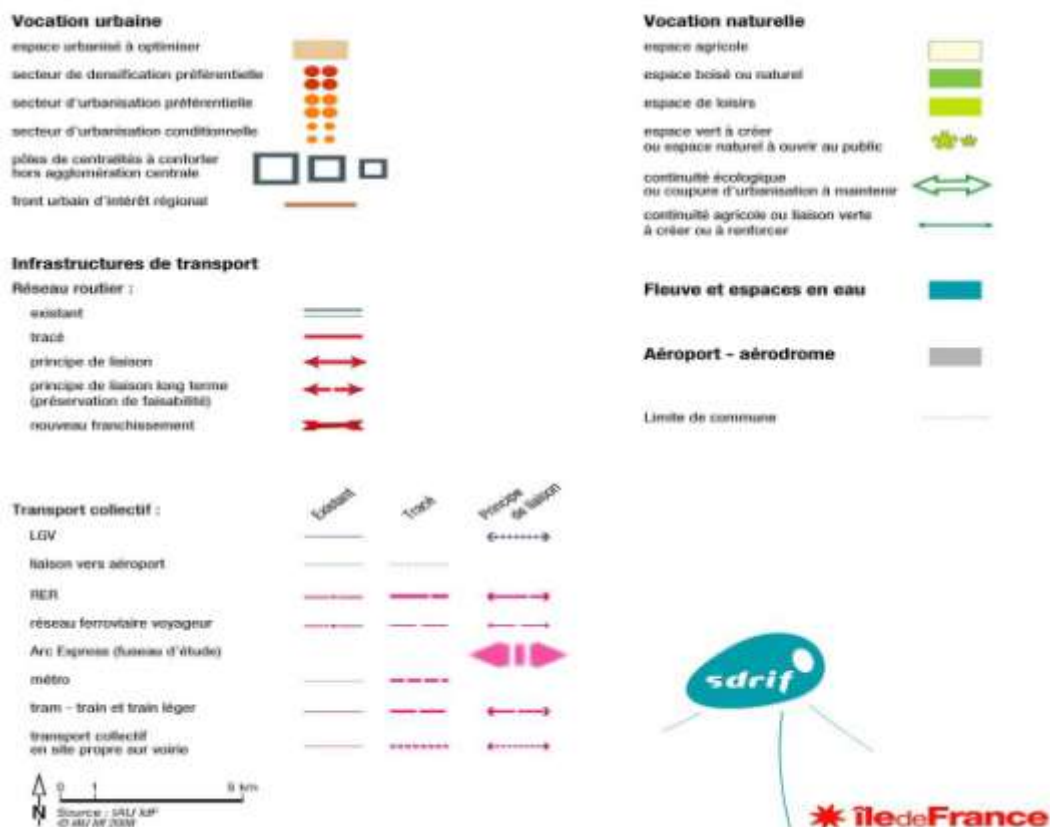 Vocation urbaine
espace urbanisé à optimiser
secteur de densification préférentielle
secteur d'urbanisation préférentielle
secteur d'urbanisation conditionnelle
pôles de centralités à conforter
hors agglomération centrale
front urbain d'intérêt régional
Infrastructures de transport
Réseau routier :
existant
tracé
principe de liaison
principe de liaison long terme
(préservation de faisabilité)
nouveau franchissement
Transport collectif :
Existant
Tracé
Principe
de liaison
LGV
liaison vers aéroport
RER
réseau ferroviaire voyageur
Arc Express (fuseau d'étude)
métro
tram - train et train léger
transport collectif
en site propre sur voirie
0 1 5 km
N
Source : IAU IdF
© IAU IdF 2008
Vocation naturelle
espace agricole
espace boisé ou naturel
espace de loisirs
espace vert à créer
ou espace naturel à ouvrir au public
continuité écologique
ou coupure d'urbanisation à maintenir
continuité agricole ou liaison verte
à créer ou à renforcer
Fleuve et espaces en eau
Aéroport - aérodrome
Limite de commune
sdrif
îledeFrance